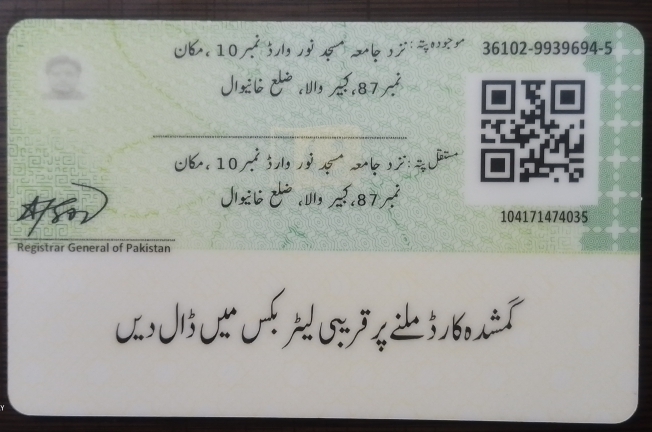 موجودہ پتہ: نزد جامعہ مسجد نور وارڈ نمبر 10 ،مکان
نمبر 87، کبیر والا، ضلع خانیوال
36102-9939694-5
مستقل پتہ: نزد جامعہ مسجد نور وارڈ نمبر 10 ،مکان
نمبر 87، کبیر والا، ضلع خانیوال
104171474035
Registrar General of Pakistan
گمشدہ کارڈ ملنے پر قریبی لیٹر بکس میں ڈال دیں